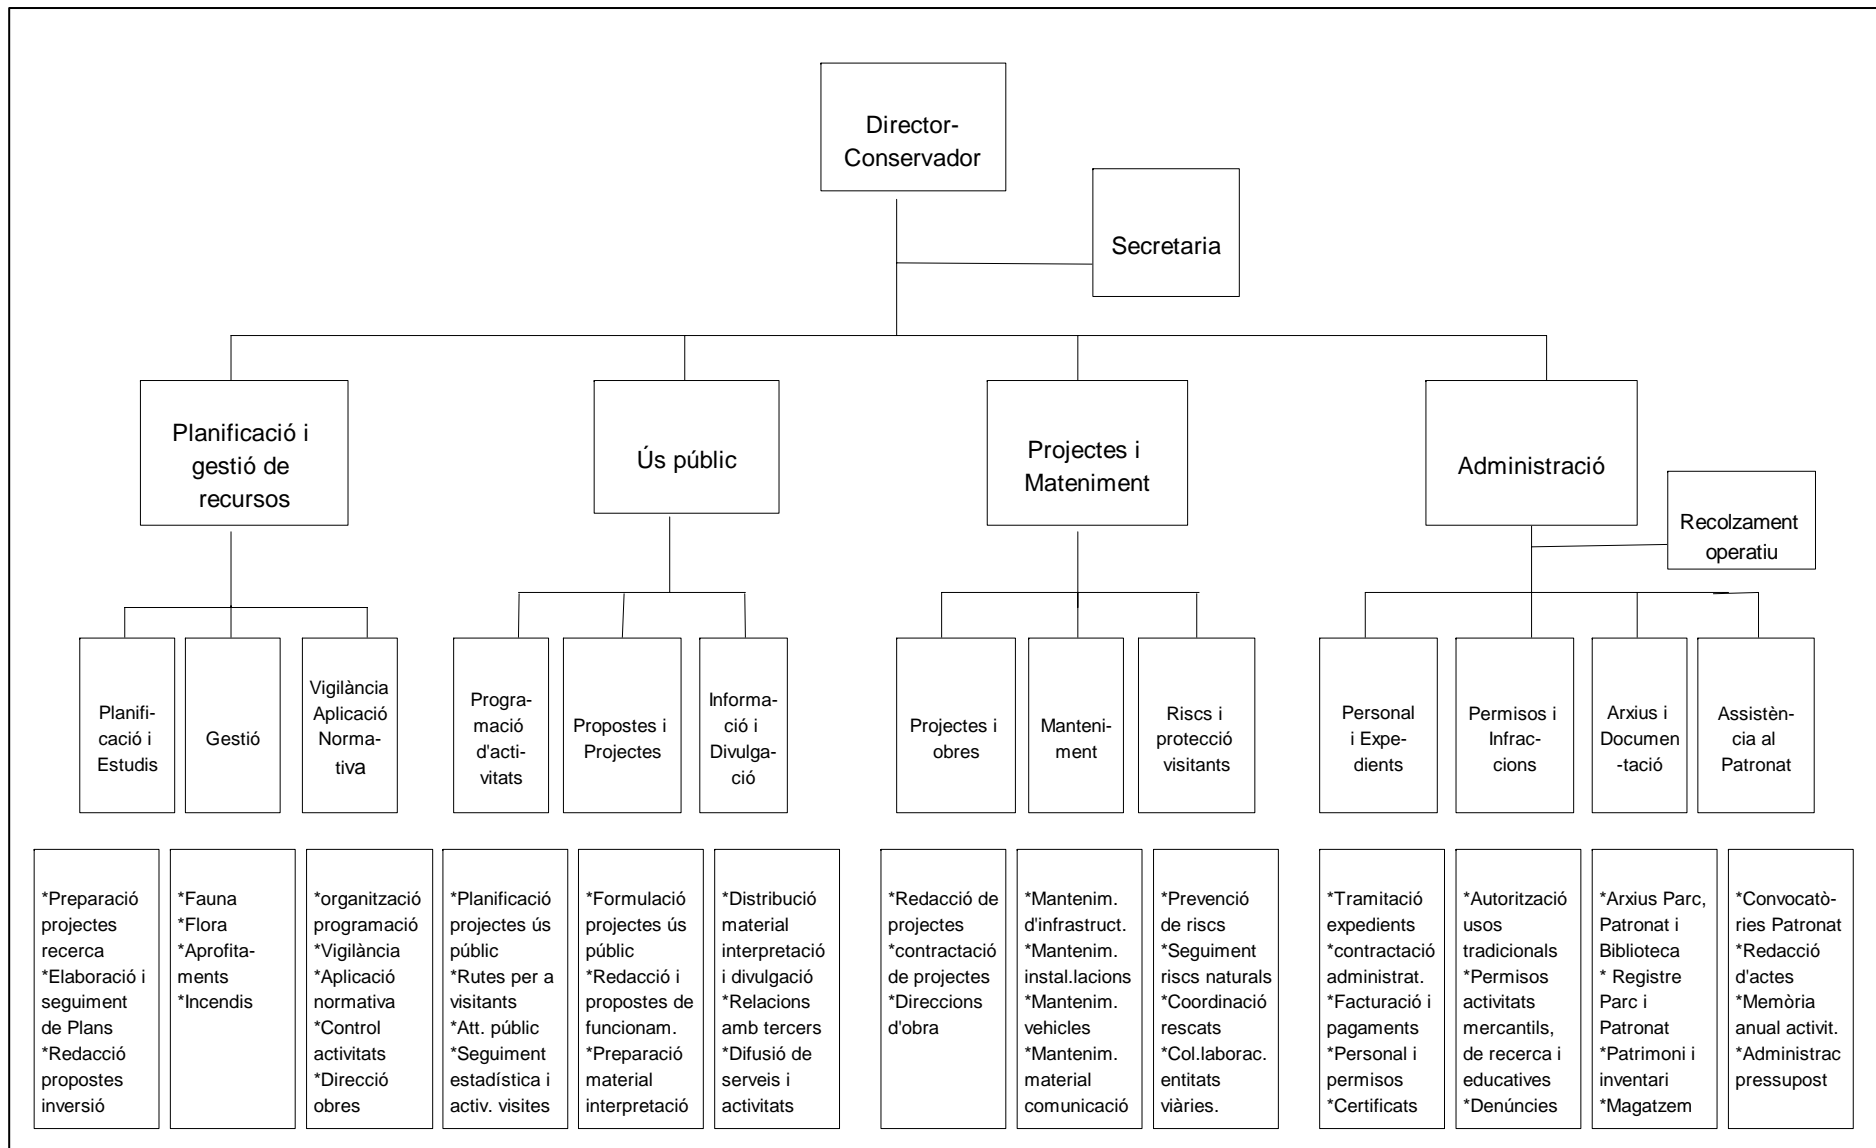 Director-
Conservador
Secretaria
Planificació i
gestió de
recursos
Ús públic
Projectes i
Mateniment
Administració
Recolzament
operatiu
Planifi-
cació i
Estudis
Gestió
Vigilància
Aplicació
Norma-
tiva
Progra-
mació
d'acti-
vitats
Propostes i
Projectes
Informa-
ció i
Divulga-
ció
Projectes i
obres
Manteni-
ment
Riscs i
protecció
visitants
Personal
i Expe-
dients
Permisos i
Infrac-
cions
Arxius i
Documen
-tació
Assistèn-
cia al
Patronat
*Preparació
projectes
recerca
*Elaboració i
seguiment
de Plans
*Redacció
propostes
inversió
*Fauna
*Flora
*Aprofita-
ments
*Incendis
*organització
programació
*Vigilància
*Aplicació
normativa
*Control
activitats
*Direcció
obres
*Planificació
projectes ús
públic
*Rutes per a
visitants
*Att. públic
*Seguiment
estadística i
activ. visites
*Formulació
projectes ús
públic
*Redacció i
propostes de
funcionam.
*Preparació
material
interpretació
*Distribució
material
interpretació
i divulgació
*Relacions
amb tercers
*Difusió de
serveis i
activitats
*Redacció de
projectes
*contractació
de projectes
*Direccions
d'obra
*Mantenim.
d'infrastruct.
*Mantenim.
instal.lacions
*Mantenim.
vehicles
*Mantenim.
material
comunicació
*Prevenció
de riscs
*Seguiment
riscs naturals
*Coordinació
rescats
*Col.laborac.
entitats
viàries.
*Tramitació
expedients
*contractació
administrat.
*Facturació i
pagaments
*Personal i
permisos
*Certificats
*Autorització
usos
tradicionals
*Permisos
activitats
mercantils,
de recerca i
educatives
*Denúncies
*Arxius Parc,
Patronat i
Biblioteca
* Registre
Parc i
Patronat
*Patrimoni i
inventari
*Magatzem
*Convocatò-
ries Patronat
*Redacció
d'actes
*Memòria
anual activit.
*Administrac
pressupost